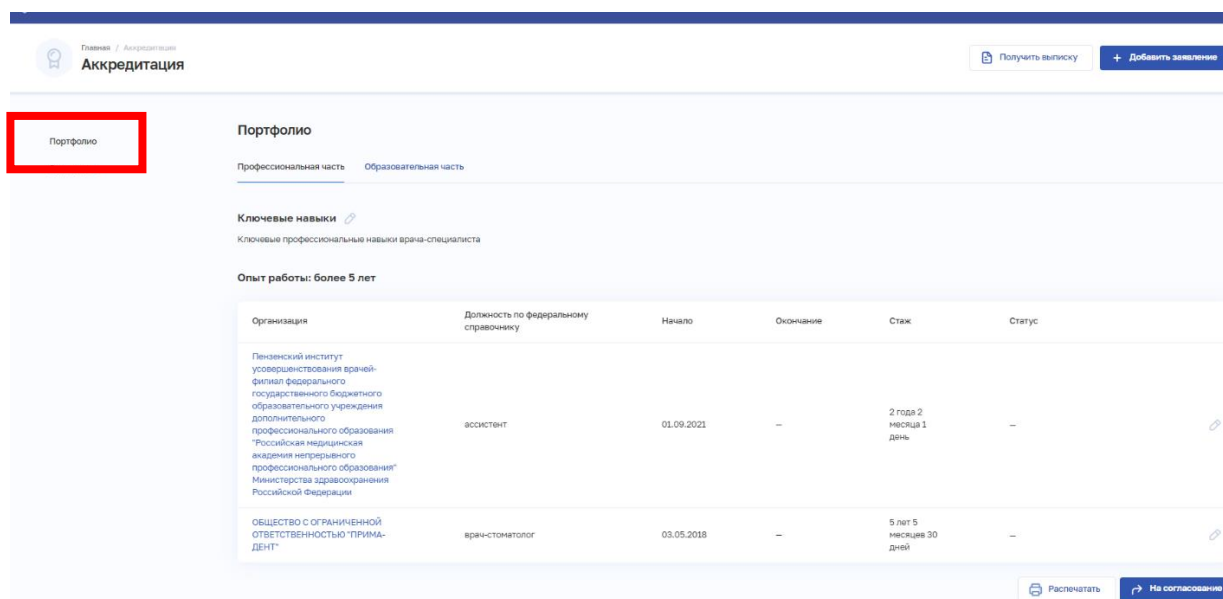 Главная / Аккредитация
Аккредитация
Получить выписку
+ Добавить заявление
Портфолио
Портфолио
Профессиональная часть
Образовательная часть
Ключевые навыки
Ключевые профессиональные навыки врача-специалиста
Опыт работы: более 5 лет
Организация
Должность по федеральному
справочнику
Начало
Окончание
Стаж
Статус
Пензенский институт
усовершенствования врачей-
филиал федерального
государственного бюджетного
образовательного учреждения
дополнительного
профессионального образования
"Российская медицинская
академия непрерывного
профессионального образования"
Министерства здравоохранения
Российской Федерации
ассистент
01.09.2021
—
2 года 2
месяца 1
день
—
ОБЩЕСТВО С ОГРАНИЧЕННОЙ
ОТВЕТСТВЕННОСТЬЮ "ПРИМА-
ДЕНТ"
врач-стоматолог
03.05.2018
—
5 лет 5
месяцев 30
дней
—
Распечатать
На согласование